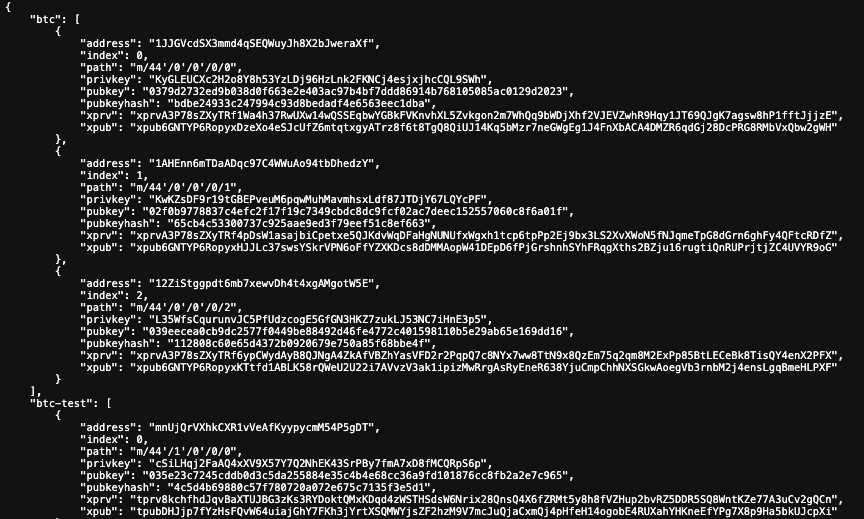 {
"btc": [
{
"address": "1JJGVcdSX3mmd4qSEQWuyJh8X2bJweraXf",
"index": 0,
"path": "m/44'/0'/0'/0/0",
"privkey": "KyGLEUCXc2H2o8Y8h53YzLDj96HzLnk2FKNCj4esjxjhcCQL9SWh",
"pubkey": "0379d2732ed9b038d0f663e2e403ac97b4bf7ddd86914b768105085ac0129d2023",
"pubkeyhash": "bdbe24933c247994c93d8bedadf4e6563eec1dba",
"xprv": "xprvA3P78sZXyTRf1Wa4h37RwUXw14wQSSEqbwYGBkFVKnvhXL5Zvkgon2m7WhQq9bWDjXhf2VJEVZwhR9Hqy1JT69QJgK7agsw8hP1fftJjjzE",
"xpub": "xpub6GNTYP6RopyxDzeXo4eSJcUfZ6mtqtxgyATrz8f6t8TgQ8QiUJ14Kq5bMzr7neGWgEg1J4FnXbACA4DMZR6qdGj28DcPRG8RMbVxQbw2gWH"
},
{
"address": "1AHEnn6mTDaADqc97C4WWuAo94tbDhedzY",
"index": 1,
"path": "m/44'/0'/0'/0/1",
"privkey": "KwKZsDF9r19tGBEPveuM6pqwMuhMavmhsxLdf87JTDjY67LQYcPF",
"pubkey": "02f0b9778837c4efc2f17f19c7349cbdc8dc9fcf02ac7deec152557060c8f6a01f",
"pubkeyhash": "65cb4c53300737c925aae9ed3f79eef51c8ef663",
"xprv": "xprvA3P78sZXyTRf4pDsW1asajbiCpetxe5QJKdvWqDFaHgNUNUfxWgxh1tcp6tpPp2Ej9bx3LS2XvXWoN5fNJqmeTpG8dGrn6ghFy4QFtcRDfZ",
"xpub": "xpub6GNTYP6RopyxHJJLc37swsYSkrVPN6oFfYZXKDcs8dDMMAopW41DEpD6fPjGrshnhSYhFRqgXths2BZju16rugtiQnRUPrjtjZC4UVYR9oG"
},
{
"address": "12ZiStggpdt6mb7xewvDh4t4xgAMgotW5E",
"index": 2,
"path": "m/44'/0'/0'/0/2",
"privkey": "L35WfsCqurunvJC5PfUdzcogE5GfGN3HKZ7zukLJ53NC7iHnE3p5",
"pubkey": "039eecea0cb9dc2577f0449be88492d46fe4772c401598110b5e29ab65e169dd16",
"pubkeyhash": "112808c60e65d4372b0920679e750a85f68bbe4f",
"xprv": "xprvA3P78sZXyTRf6ypCWydAyB8QJNgA4ZkAfVBZhYasVFD2r2PqpQ7c8NYx7ww8TtN9x8QzEm75q2qm8M2ExPp85BtLECeBk8TisQY4enX2PFX",
"xpub": "xpub6GNTYP6RopyxKTtfd1ABLK58rQWeU2U22i7AVvzV3ak1ipizMwRrgAsRyEneR638YjuCmpChhNXSGkwAoegVb3rnbM2j4ensLgqBmeHLPXF"
}
],
"btc-test": [
{
"address": "mnUjQrVXhkCXR1vVeAfKyypycmM54P5gDT",
"index": 0,
"path": "m/44'/1'/0'/0/0",
"privkey": "cSiLHqj2FaAQ4xXV9X57Y7Q2NhEK43SrPBy7fmA7xD8fMCQRpS6p",
"pubkey": "035e23c7245cddb0d3c5da255884e35c4b4e68cc36a9fd101876cc8fb2a2e7c965",
"pubkeyhash": "4c5d4b69880c57f780720a072e675c7135f3e5d1",
"xprv": "tprv8kchfhdJqvBaXTUJBG3zKs3RYDoktQMxKDqd4zWSTHSdsW6Nrix28QnsQ4X6fZRMt5y8h8fVZHup2bvRZ5DDR5SQ8WntKZe77A3uCv2gQCn",
"xpub": "tpubDHJjp7fYzHsFQvW64uiajGhY7FKh3jYrtXSQMWYjsZF2hzM9V7mcJuQjaCxmQj4pHfeH14ogobE4RUXahYHKneEfYPg7X8p9Ha5bkUJcpXi"